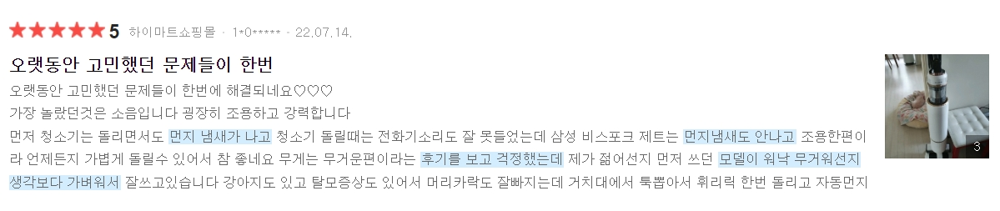 ★★★★★ 5 하이마트쇼핑몰 · 1*0***** · 22.07.14.
오랫동안 고민했던 문제들이 한번
오랫동안 고민했던 문제들이 한번에 해결되네요♡♡♡
가장 놀랐던것은 소음입니다 굉장히 조용하고 강력합니다
먼저 청소기는 돌리면서도 먼지 냄새가 나고 청소기 돌릴때는 전화기소리도 잘 못들었는데 삼성 비스포크 제트는 먼지냄새도 안나고 조용한편이
라 언제든지 가볍게 돌릴수 있어서 참 좋네요 무게는 무거운편이라는 후기를 보고 걱정했는데 제가 젊어선지 먼저 쓰던 모델이 워낙 무거워선지
생각보다 가벼워서 잘쓰고있습니다 강아지도 있고 탈모증상도 있어서 머리카락도 잘빠지는데 거치대에서 툭뽑아서 휘리릭 한번 돌리고 자동먼지
3